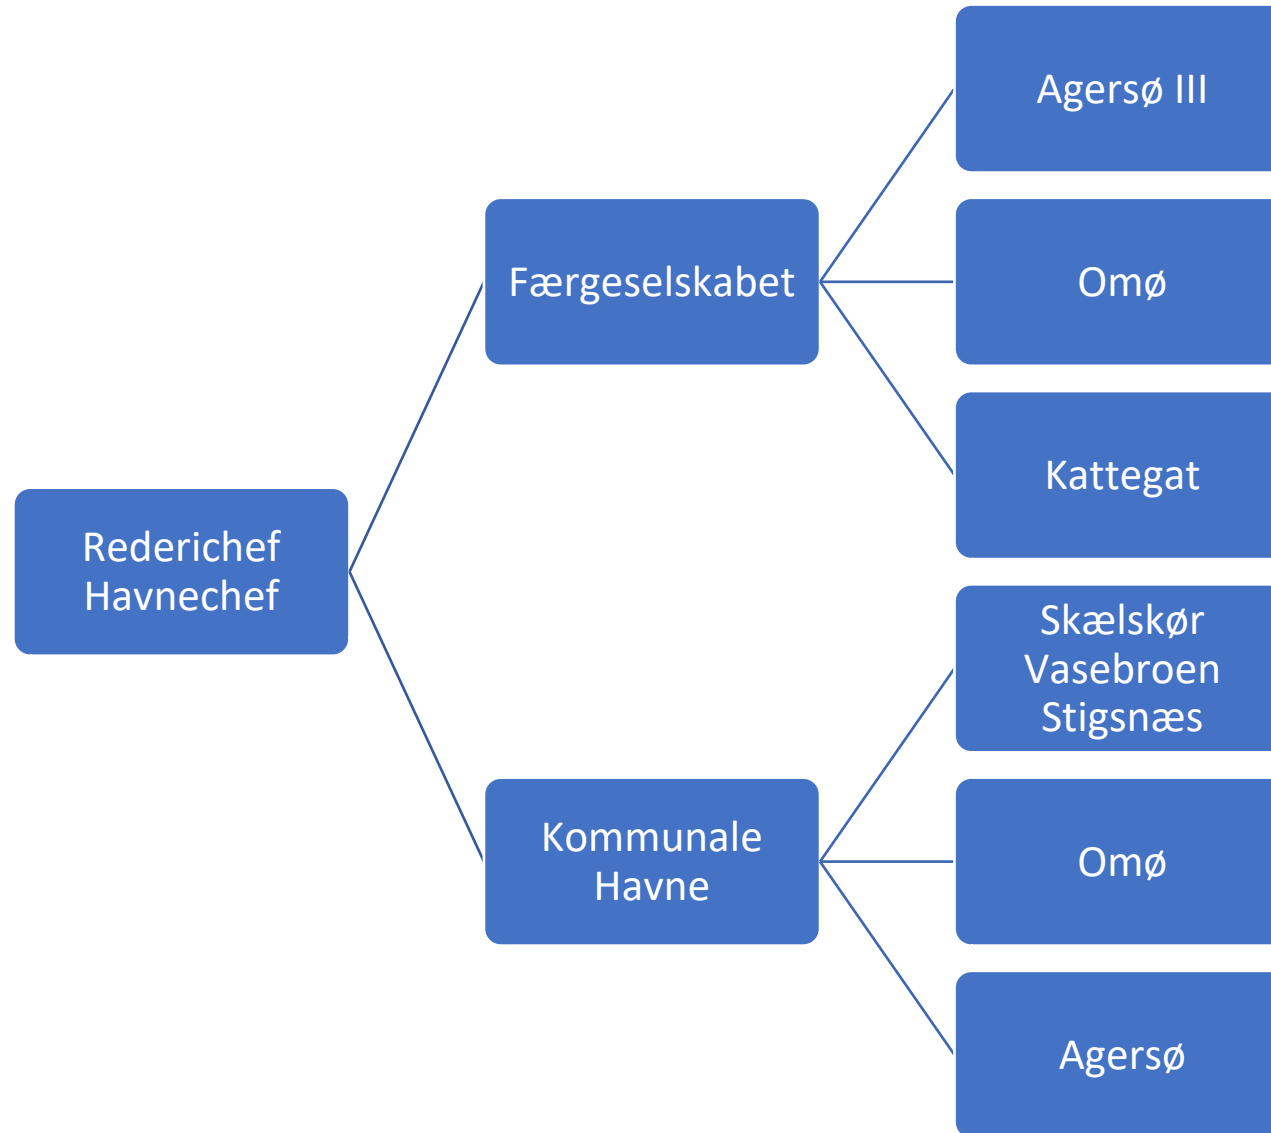 Rederichef
Havnechef
Færgeselskabet
Agersø III
Omø
Kattegat
Kommunale
Havne
Skælskør
Vasebroen
Stigsnæs
Omø
Agersø